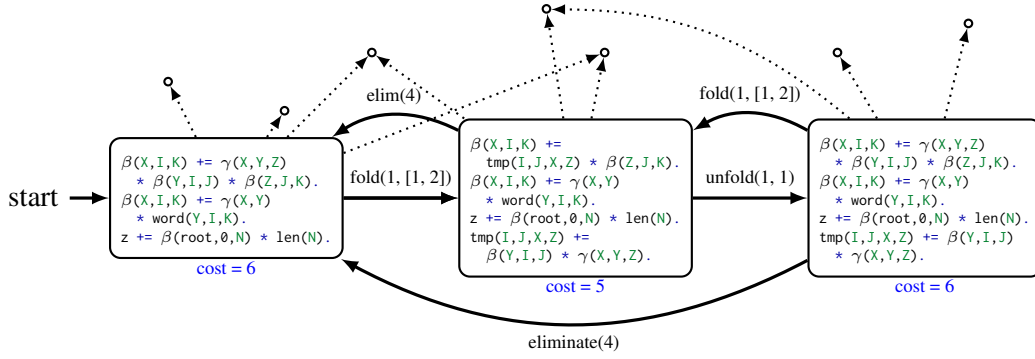 start
β(X,I,K) += γ(X,Y,Z)
* β(Y,I,J) * β(Z,J,K).
β(X,I,K) += γ(X,Y)
* word(Y,I,K).
z += β(root,0,N) * len(N).
cost = 6
elim(4)
fold(1, [1, 2])
β(X,I,K) +=
tmp(I,J,X,Z) * β(Z,J,K).
β(X,I,K) += γ(X,Y)
* word(Y,I,K).
z += β(root,0,N) * len(N).
tmp(I,J,X,Z) +=
β(Y,I,J) * γ(X,Y,Z).
cost = 5
fold(1, [1, 2])
unfold(1, 1)
β(X,I,K) += γ(X,Y,Z)
* β(Y,I,J) * β(Z,J,K).
β(X,I,K) += γ(X,Y)
* word(Y,I,K).
z += β(root,0,N) * len(N).
tmp(I,J,X,Z) += β(Y,I,J)
* γ(X,Y,Z).
cost = 6
eliminate(4)